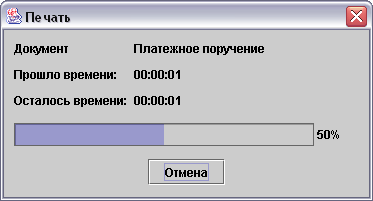 Печать
Документ Платежное поручение
Прошло времени: 00:00:01
Осталось времени: 00:00:01
50%
Отмена